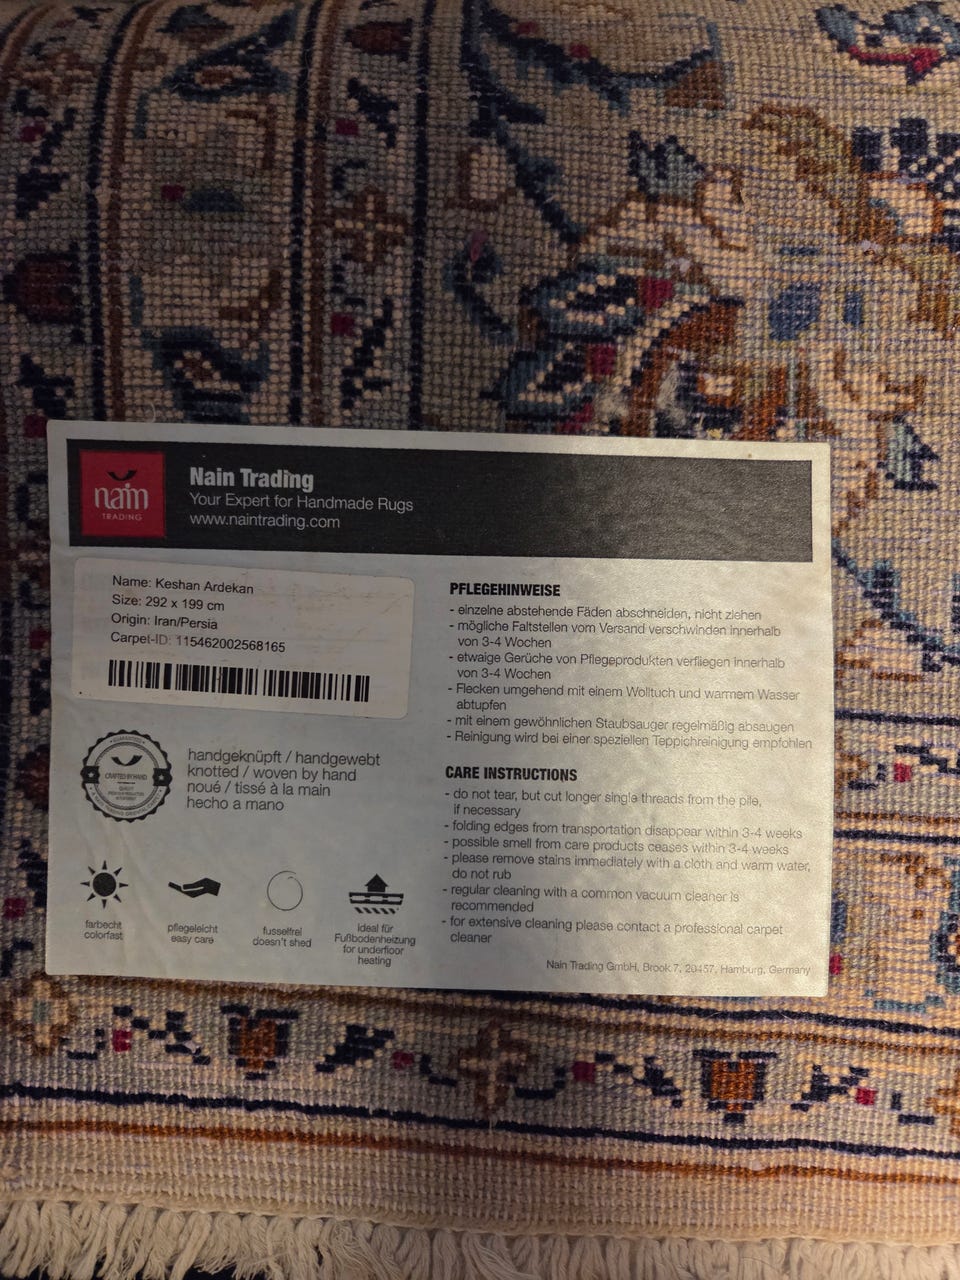 naın
TRADING
Nain Trading
Your Expert for Handmade Rugs
www.naintrading.com
Name: Keshan Ardekan
Size: 292 x 199 cm
Origin: Iran/Persia
Carpet-ID: 115462002568165
CRAFTED BY HAND
QUALITY
handgeknüpft / handgewebt
knotted / woven by hand
noué / tissé à la main
hecho a mano
farbecht
colorfast
pflegeleicht
easy care
fusselfrei
doesn't shed
ideal für
Fußbodenheizung
for underfloor
heating
PFLEGEHINWEISE
- einzelne abstehende Fäden abschneiden, nicht ziehen
- mögliche Faltstellen vom Versand verschwinden innerhalb
von 3-4 Wochen
- etwaige Gerüche von Pflegeprodukten verfliegen innerhalb
von 3-4 Wochen
- Flecken umgehend mit einem Wolltuch und warmem Wasser
abtupfen
- mit einem gewöhnlichen Staubsauger regelmäßig absaugen
- Reinigung wird bei einer speziellen Teppichreinigung empfohlen
CARE INSTRUCTIONS
- do not tear, but cut longer single threads from the pile,
if necessary
- folding edges from transportation disappear within 3-4 weeks
- possible smell from care products ceases within 3-4 weeks
- please remove stains immediately with a cloth and warm water,
do not rub
- regular cleaning with a common vacuum cleaner is
recommended
- for extensive cleaning please contact a professional carpet
cleaner
Nain Trading GmbH, Brook 7, 20457, Hamburg, Germany